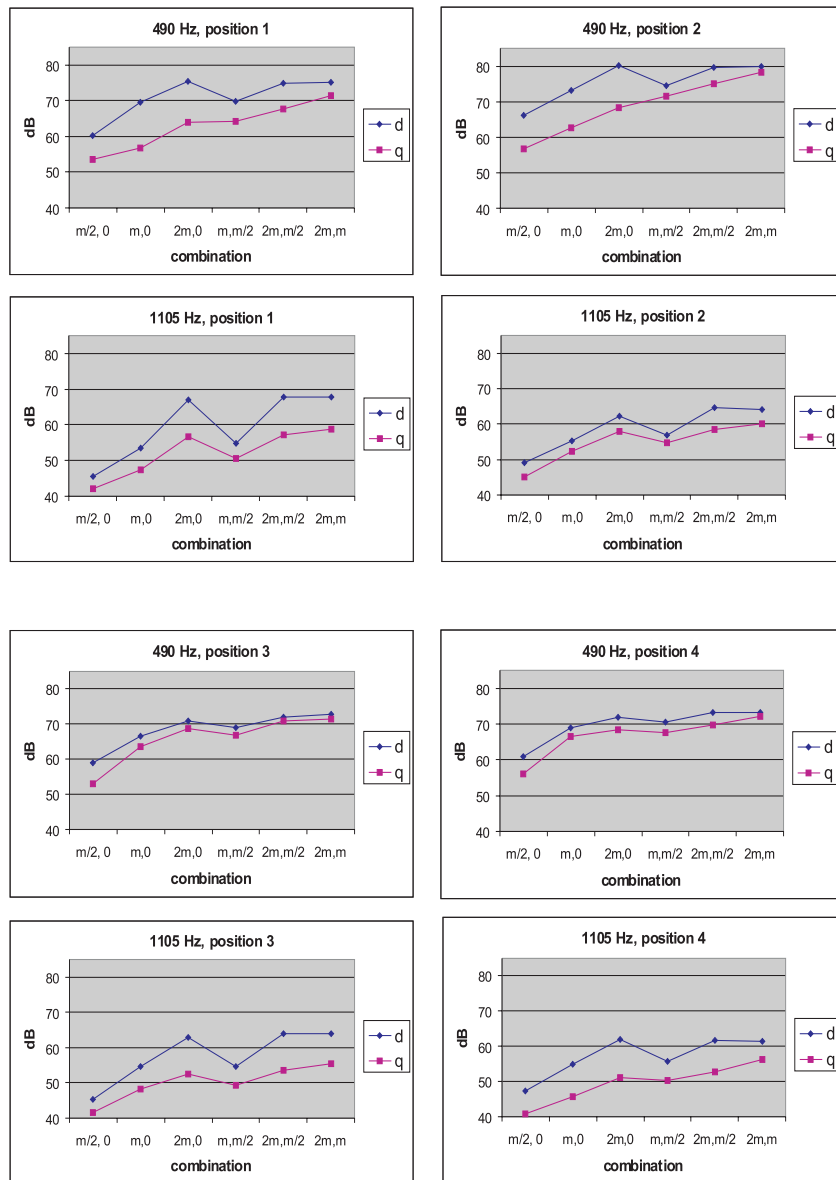 490 Hz, position 1
dB
80
70
60
50
40
m/2, 0 m,0 2m,0 m,m/2 2m,m/2 2m,m
combination
d
q
490 Hz, position 2
dB
80
70
60
50
40
m/2, 0 m,0 2m,0 m,m/2 2m,m/2 2m,m
combination
d
q
1105 Hz, position 1
dB
80
70
60
50
40
m/2, 0 m,0 2m,0 m,m/2 2m,m/2 2m,m
combination
d
q
1105 Hz, position 2
dB
80
70
60
50
40
m/2, 0 m,0 2m,0 m,m/2 2m,m/2 2m,m
combination
d
q
490 Hz, position 3
dB
80
70
60
50
40
m/2, 0 m,0 2m,0 m,m/2 2m,m/2 2m,m
combination
d
q
490 Hz, position 4
dB
80
70
60
50
40
m/2, 0 m,0 2m,0 m,m/2 2m,m/2 2m,m
combination
d
q
1105 Hz, position 3
dB
80
70
60
50
40
m/2, 0 m,0 2m,0 m,m/2 2m,m/2 2m,m
combination
d
q
1105 Hz, position 4
dB
80
70
60
50
40
m/2, 0 m,0 2m,0 m,m/2 2m,m/2 2m,m
combination
d
q